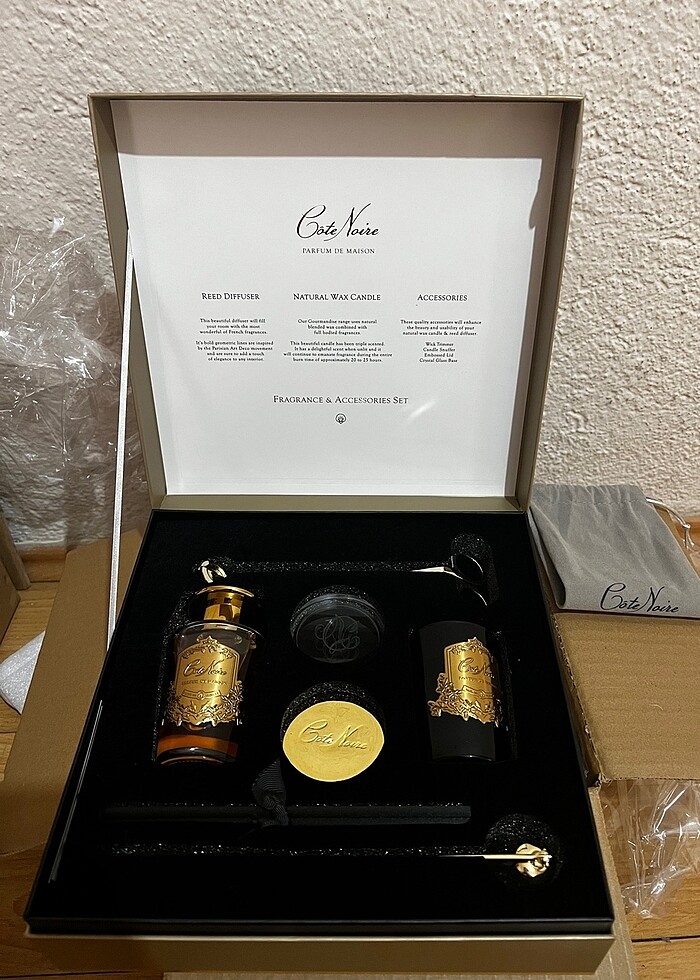 Côte Noire
PARFUM DE MAISON
REED DIFFUSER
This beautiful diffuser will fill
your room with the most
wonderful of French fragrances.
It's bold geometric lines are inspired
by the Parisian Art Deco movement
and are sure to add a touch
of elegance to any interior.
NATURAL WAX CANDLE
Our Gourmandise range uses natural
blended wax combined with
full bodied fragrances.
This beautiful candle has been triple scented.
It has a delightful scent when unlit and it
will continue to emanate fragrance during the entire
burn time of approximately 20 to 25 hours.
ACCESSORIES
These quality accessories will enhance
the beauty and usability of your
natural wax candle & reed diffuser.
Wick Trimmer
Candle Snuffer
Embossed Lid
Crystal Glass Base
FRAGRANCE & ACCESSORIES SET
Côte Noire
Côte Noire
Côte Noire
Côte Noire